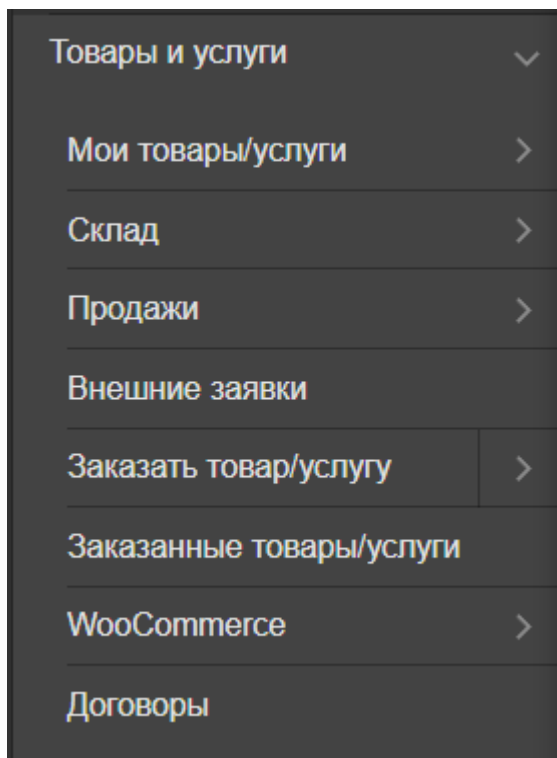 Товары и услуги
Мои товары/услуги
Склад
Продажи
Внешние заявки
Заказать товар/услугу
Заказанные товары/услуги
WooCommerce
Договоры